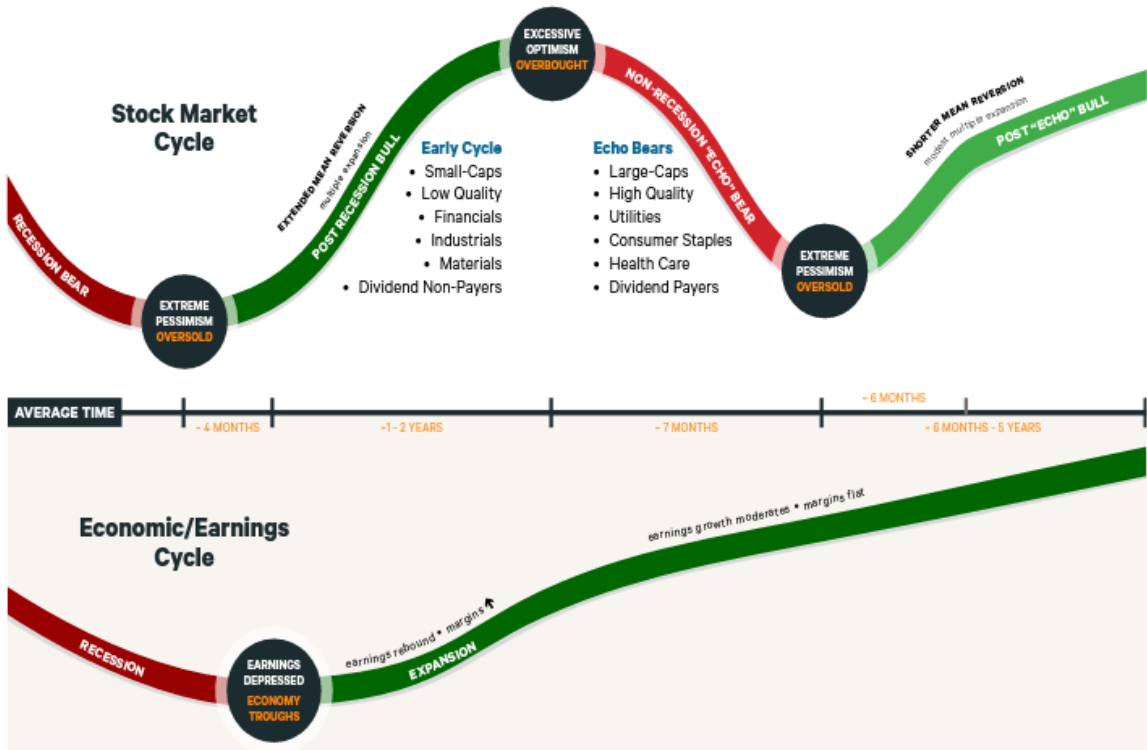 Stock Market
Cycle
RECESSION BEAR
EXTREME
PESSIMISM
OVERSOLD
EXTENDED MEAN REVERSION
multiple expansion
POST RECESSION BULL
EXCESSIVE
OPTIMISM
OVERBOUGHT
Early Cycle
• Small-Caps
• Low Quality
• Financials
• Industrials
• Materials
• Dividend Non-Payers
Echo Bears
• Large-Caps
• High Quality
• Utilities
• Consumer Staples
• Health Care
• Dividend Payers
NON-RECESSION "ECHO" BEAR
EXTREME
PESSIMISM
OVERSOLD
SHORTER MEAN REVERSION
modest multiple expansion
POST "ECHO" BULL
AVERAGE TIME
~ 4 MONTHS
~1 - 2 YEARS
~ 7 MONTHS
~ 6 MONTHS
~ 6 MONTHS - 5 YEARS
Economic/Earnings
Cycle
RECESSION
EARNINGS
DEPRESSED
ECONOMY
TROUGHS
earnings rebound • margins ↑
EXPANSION
earnings growth moderates • margins flat